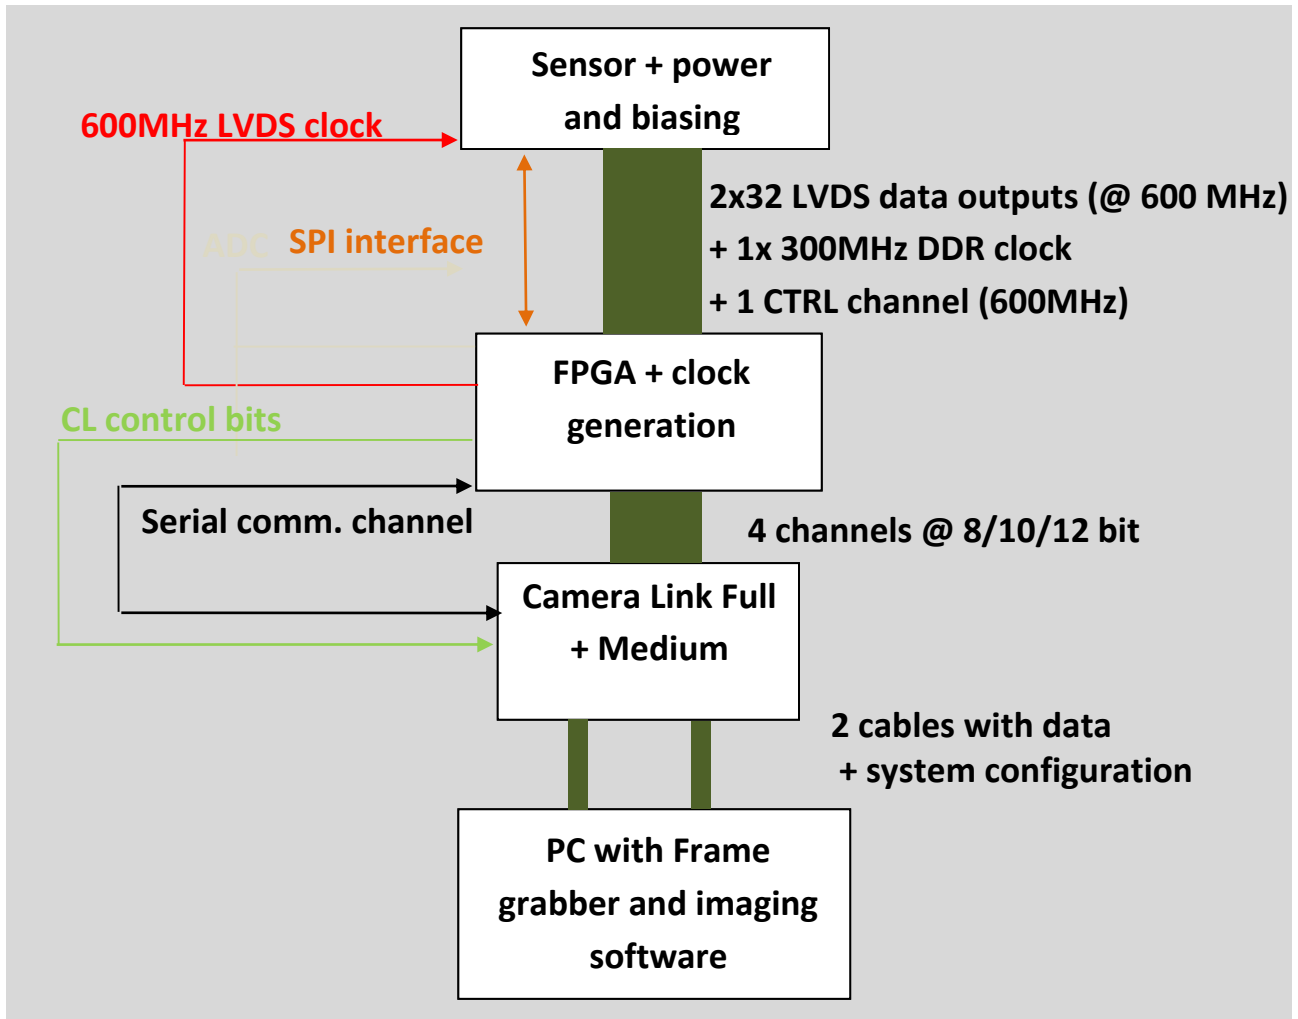 Sensor + power
and biasing
600MHz LVDS clock
2x32 LVDS data outputs (@ 600 MHz)
+ 1x 300MHz DDR clock
+ 1 CTRL channel (600MHz)
ADC
SPI interface
FPGA + clock
generation
CL control bits
Serial comm. channel
4 channels @ 8/10/12 bit
Camera Link Full
+ Medium
2 cables with data
+ system configuration
PC with Frame
grabber and imaging
software